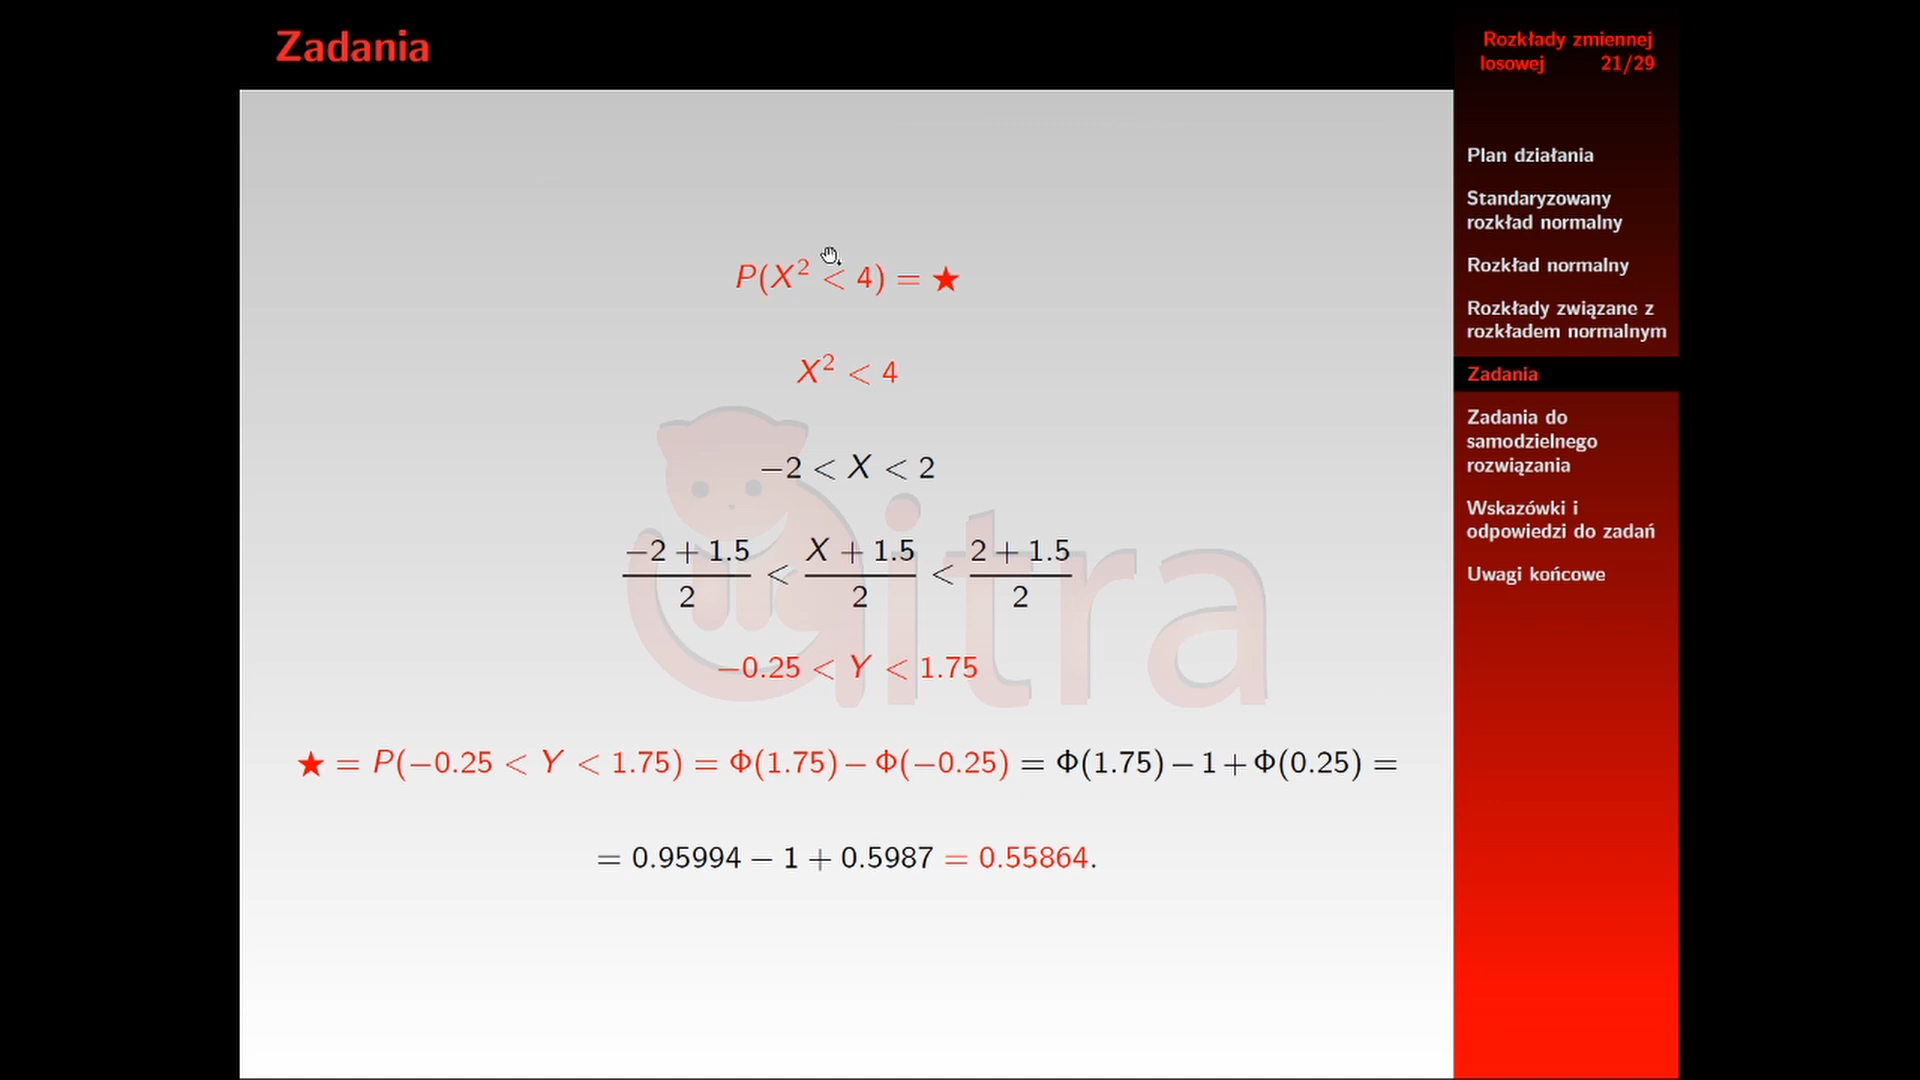 Zadania
Rozkłady zmiennej
losowej 21/29
Plan działania
Standaryzowany
rozkład normalny
Rozkład normalny
Rozkłady związane z
rozkładem normalnym
Zadania
Zadania do
samodzielnego
rozwiązania
Wskazówki i
odpowiedzi do zadań
Uwagi końcowe
P(X² < 4) = ★
X² < 4
−2 < X < 2
(−2 + 1.5)/2 < (X + 1.5)/2 < (2 + 1.5)/2
−0.25 < Y < 1.75
★ = P(−0.25 < Y < 1.75) = Φ(1.75) − Φ(−0.25) = Φ(1.75) − 1 + Φ(0.25) =
= 0.95994 − 1 + 0.5987 = 0.55864.
itra